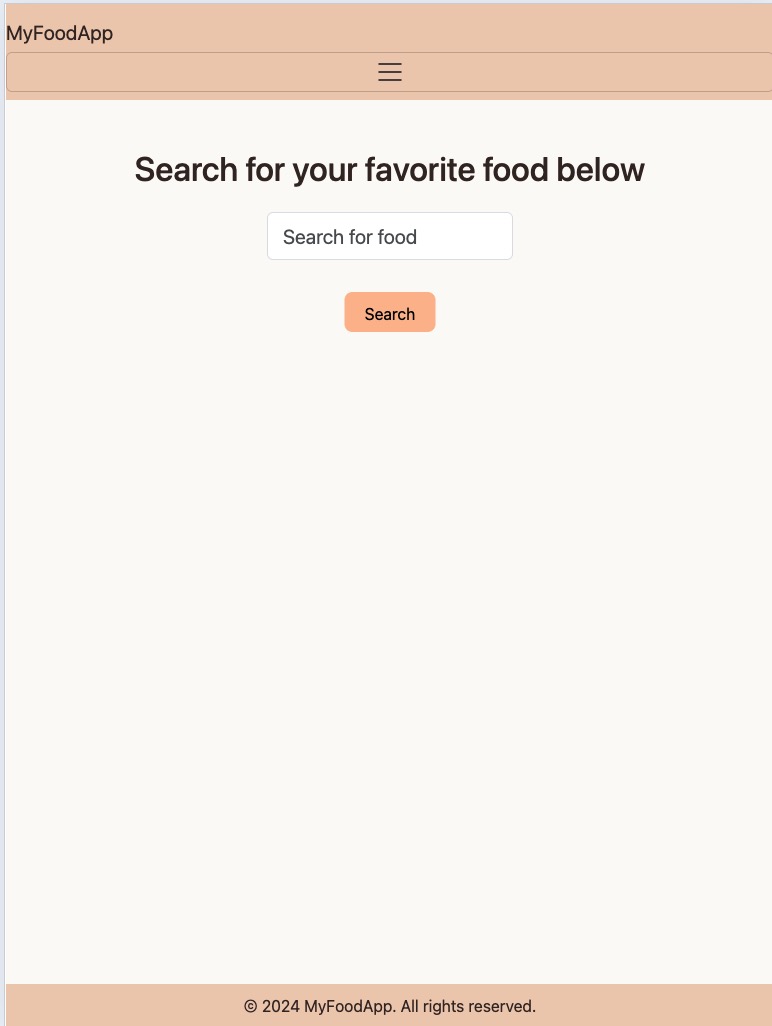 MyFoodApp
Search for your favorite food below
Search for food
Search
© 2024 MyFoodApp. All rights reserved.